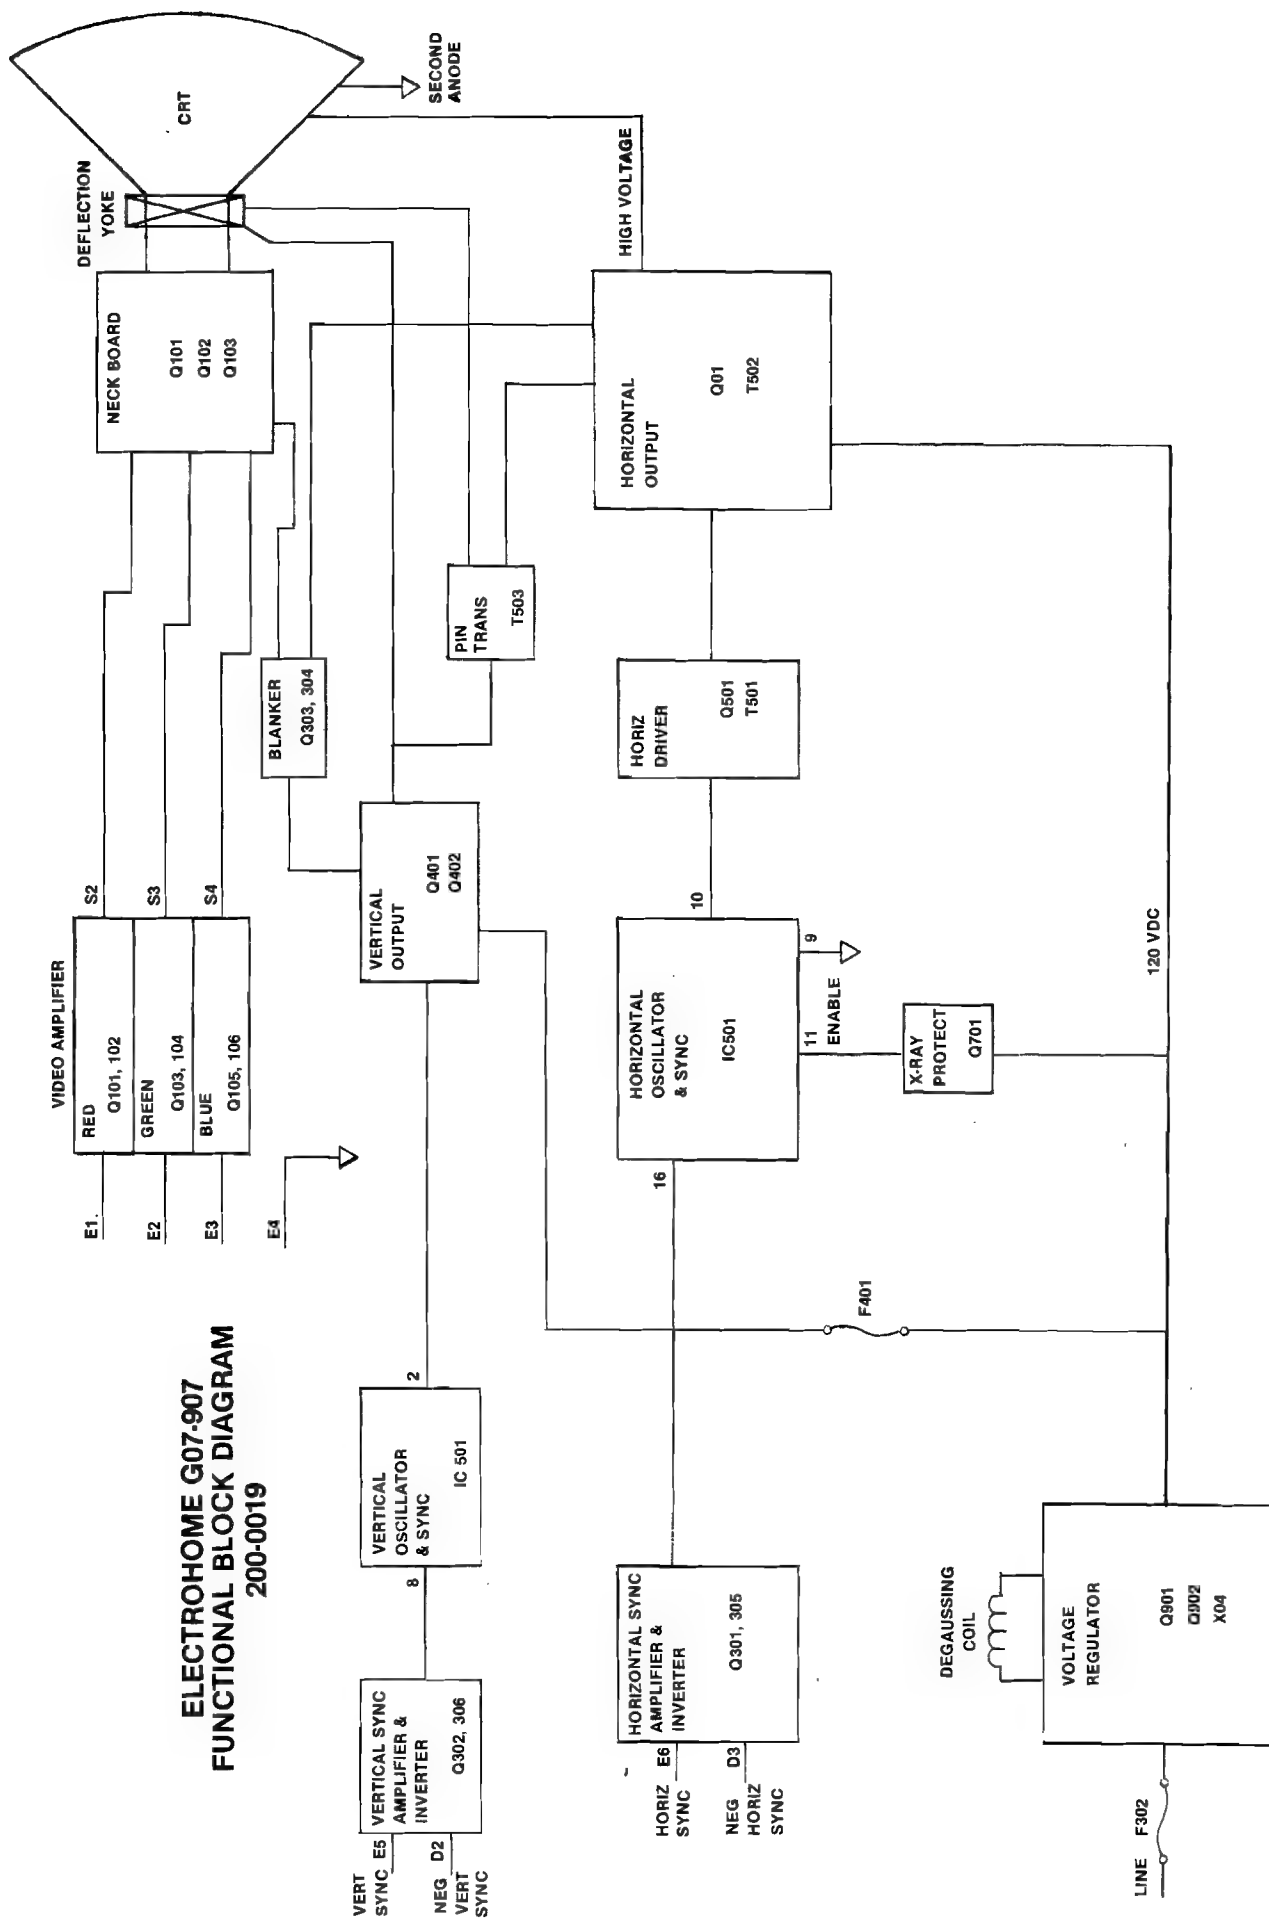 ELECTROHOME G07-907
FUNCTIONAL BLOCK DIAGRAM
200-0019
VIDEO AMPLIFIER
E1.
RED
Q101, 102
S2
E2
GREEN
Q103, 104
S3
E3
BLUE
Q105, 106
S4
E4
NECK BOARD
Q101
Q102
Q103
DEFLECTION
YOKE
CRT
SECOND
ANODE
BLANKER
Q303, 304
VERT
SYNC
E5
NEG
VERT
SYNC
D2
VERTICAL SYNC
AMPLIFIER &
INVERTER
Q302, 306
8
VERTICAL
OSCILLATOR
& SYNC
IC 501
2
VERTICAL
OUTPUT
Q401
Q402
PIN
TRANS
T503
HORIZ
SYNC
E6
NEG
HORIZ
SYNC
D3
HORIZONTAL SYNC
AMPLIFIER &
INVERTER
Q301, 305
16
HORIZONTAL
OSCILLATOR
& SYNC
IC501
10
9
11
ENABLE
HORIZ
DRIVER
Q501
T501
HORIZONTAL
OUTPUT
Q01
T502
HIGH VOLTAGE
F401
X-RAY
PROTECT
Q701
DEGAUSSING
COIL
LINE
F302
VOLTAGE
REGULATOR
Q901
Q902
X04
120 VDC